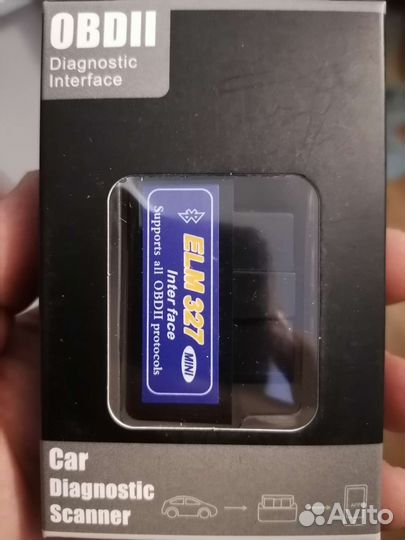 OBDII
Diagnostic
Interface
ELM 327
Interface
Supports all OBDII protocols
MINI
Car
Diagnostic
Scanner
Avito